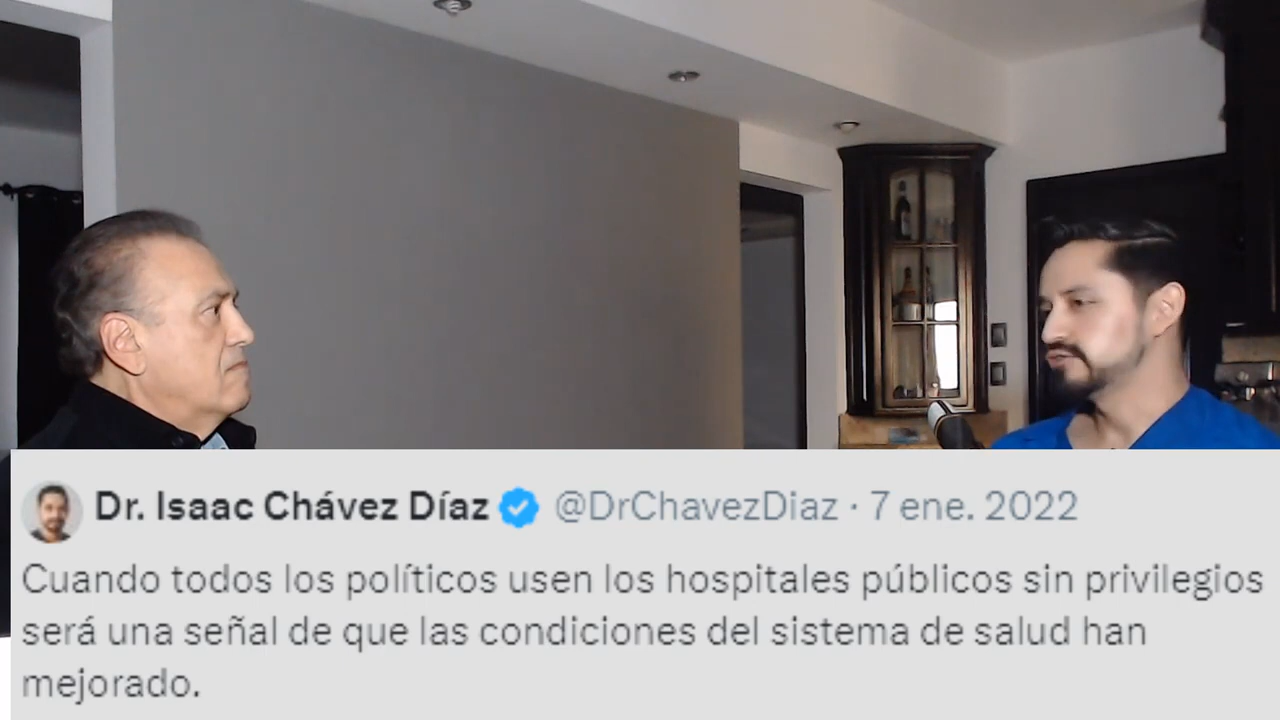 Dr. Isaac Chávez Díaz @DrChavezDiaz · 7 ene. 2022
Cuando todos los políticos usen los hospitales públicos sin privilegios
será una señal de que las condiciones del sistema de salud han
mejorado.